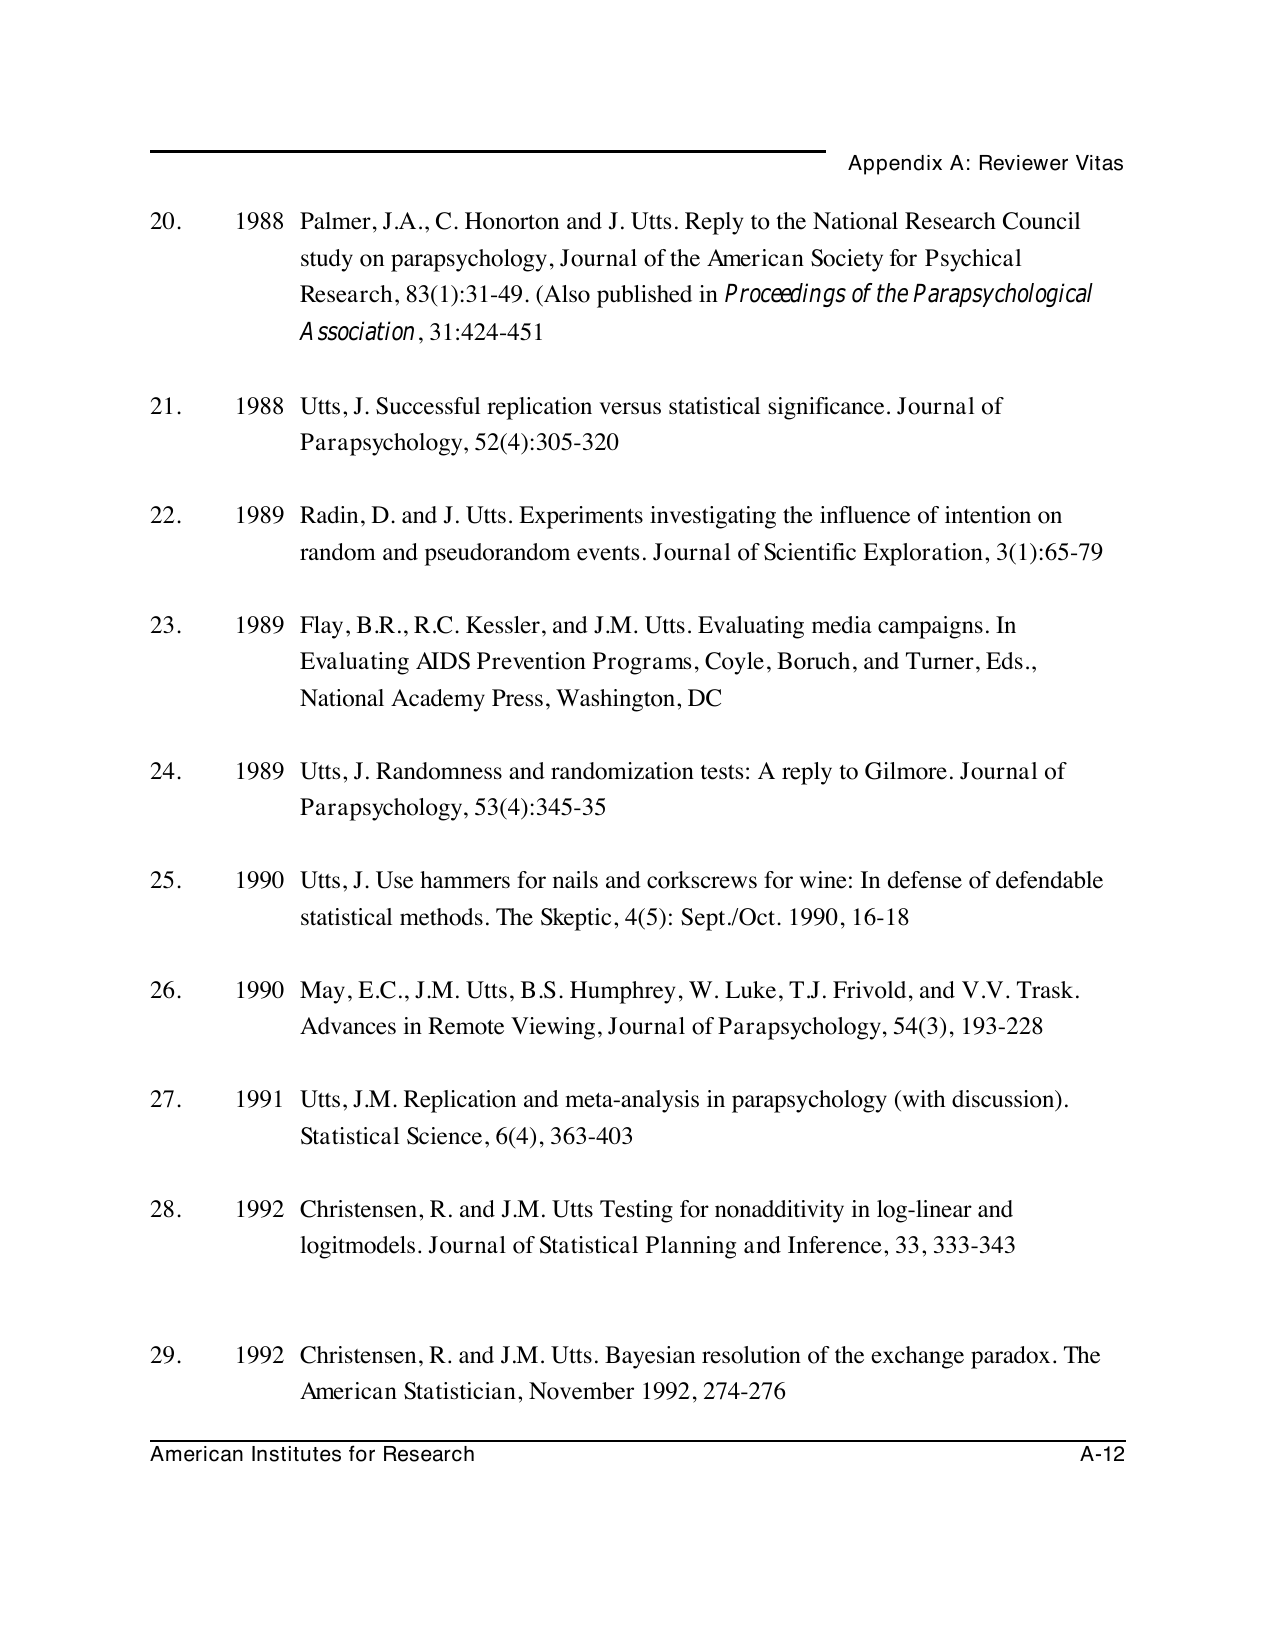 Appendix A: Reviewer Vitas
20. 1988 Palmer, J.A., C. Honorton and J. Utts. Reply to the National Research Council
study on parapsychology, Journal of the American Society for Psychical
Research, 83(1):31-49. (Also published in Proceedings of the Parapsychological
Association, 31:424-451
21. 1988 Utts, J. Successful replication versus statistical significance. Journal of
Parapsychology, 52(4):305-320
22. 1989 Radin, D. and J. Utts. Experiments investigating the influence of intention on
random and pseudorandom events. Journal of Scientific Exploration, 3(1):65-79
23. 1989 Flay, B.R., R.C. Kessler, and J.M. Utts. Evaluating media campaigns. In
Evaluating AIDS Prevention Programs, Coyle, Boruch, and Turner, Eds.,
National Academy Press, Washington, DC
24. 1989 Utts, J. Randomness and randomization tests: A reply to Gilmore. Journal of
Parapsychology, 53(4):345-35
25. 1990 Utts, J. Use hammers for nails and corkscrews for wine: In defense of defendable
statistical methods. The Skeptic, 4(5): Sept./Oct. 1990, 16-18
26. 1990 May, E.C., J.M. Utts, B.S. Humphrey, W. Luke, T.J. Frivold, and V.V. Trask.
Advances in Remote Viewing, Journal of Parapsychology, 54(3), 193-228
27. 1991 Utts, J.M. Replication and meta-analysis in parapsychology (with discussion).
Statistical Science, 6(4), 363-403
28. 1992 Christensen, R. and J.M. Utts Testing for nonadditivity in log-linear and
logitmodels. Journal of Statistical Planning and Inference, 33, 333-343
29. 1992 Christensen, R. and J.M. Utts. Bayesian resolution of the exchange paradox. The
American Statistician, November 1992, 274-276
American Institutes for Research A-12